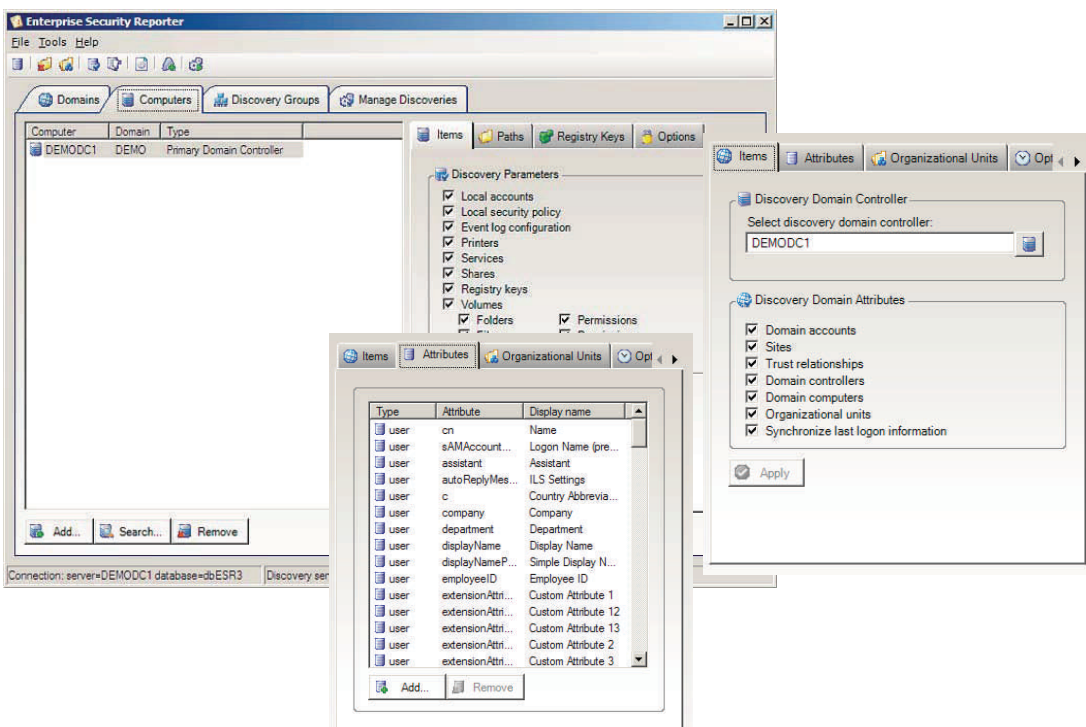 Enterprise Security Reporter
File Tools Help
Domains Computers Discovery Groups Manage Discoveries
Computer Domain Type
DEMODC1 DEMO Primary Domain Controller
Items Paths Registry Keys Options
Discovery Parameters
Local accounts
Local security policy
Event log configuration
Printers
Services
Shares
Registry keys
Volumes
Folders Permissions
Add... Search... Remove
Connection: server=DEMODC1 database=dbESR3 Discovery ser
Items Attributes Organizational Units Opt
Discovery Domain Controller
Select discovery domain controller:
DEMODC1
Discovery Domain Attributes
Domain accounts
Sites
Trust relationships
Domain controllers
Domain computers
Organizational units
Synchronize last logon information
Apply
Items Attributes Organizational Units Opt
Type Attribute Display name
user cn Name
user sAMAccount... Logon Name (pre...
user assistant Assistant
user autoReplyMes... ILS Settings
user c Country Abbrevia...
user company Company
user department Department
user displayName Display Name
user displayNameP... Simple Display N...
user employeeID Employee ID
user extensionAttri... Custom Attribute 1
user extensionAttri... Custom Attribute 12
user extensionAttri... Custom Attribute 13
user extensionAttri... Custom Attribute 2
user extensionAttri... Custom Attribute 3
Add... Remove